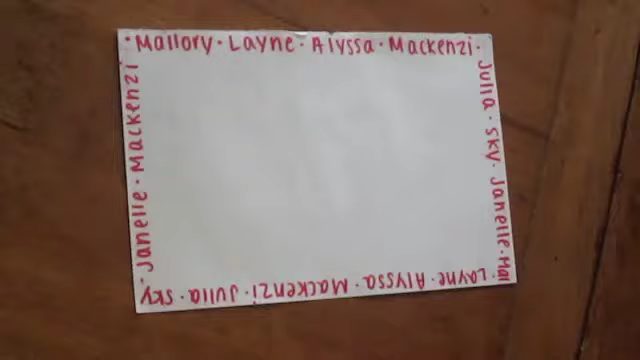 · Mallory · Layne · Alyssa · Mackenzi ·
Julia · Sky · Janelle · Mal
Layne · Alyssa · Mackenzi · Julia · Sky
Janelle · Mackenzi